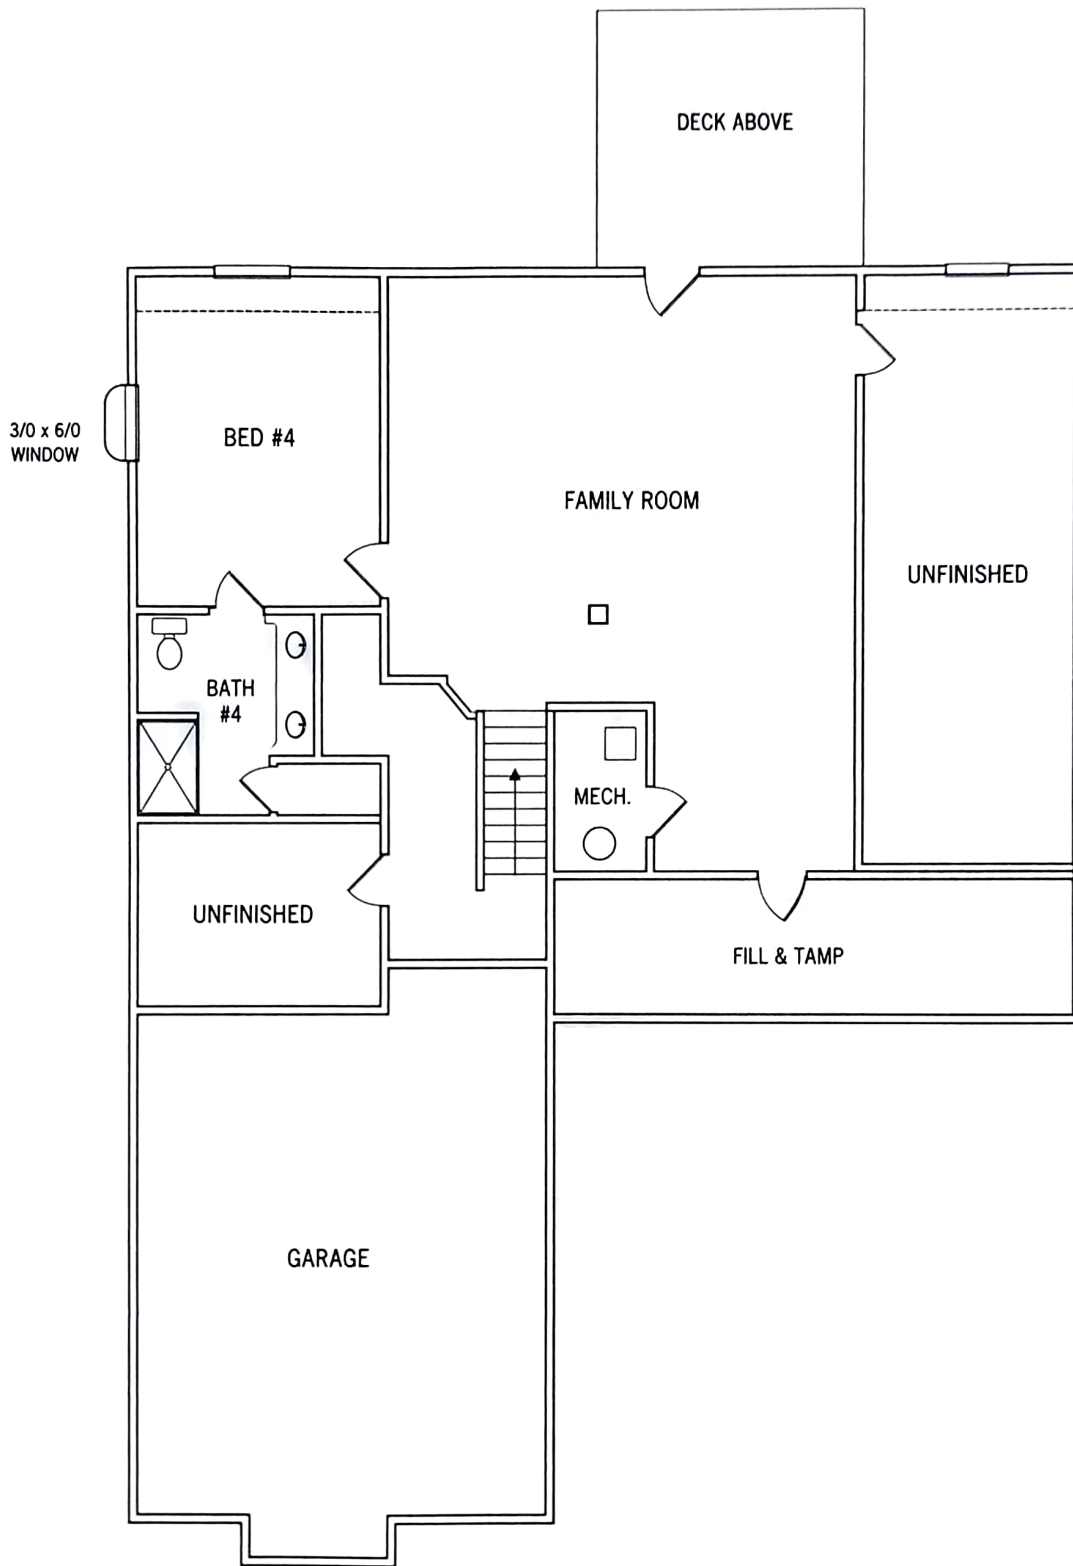 DECK ABOVE
3/0 x 6/0
WINDOW
BED #4
FAMILY ROOM
UNFINISHED
BATH
#4
MECH.
UNFINISHED
FILL & TAMP
GARAGE